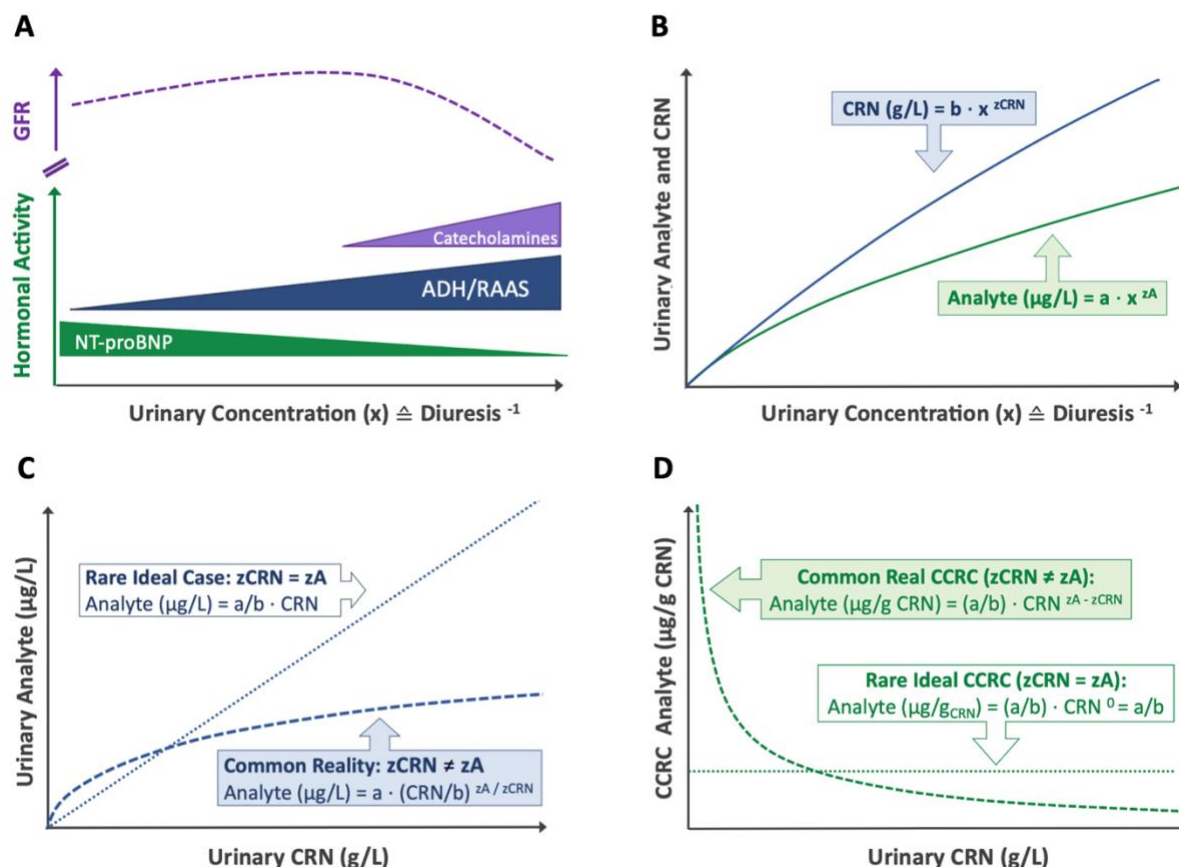 A
GFR
Hormonal Activity
Catecholamines
ADH/RAAS
NT-proBNP
Urinary Concentration (x) ≙ Diuresis ⁻¹
B
Urinary Analyte and CRN
CRN (g/L) = b · x ᶻᶜᴿᴺ
Analyte (µg/L) = a · x ᶻᴬ
Urinary Concentration (x) ≙ Diuresis ⁻¹
C
Urinary Analyte (µg/L)
Rare Ideal Case: zCRN = zA
Analyte (µg/L) = a/b · CRN
Common Reality: zCRN ≠ zA
Analyte (µg/L) = a · (CRN/b) ᶻᴬ ᐟ ᶻᶜᴿᴺ
Urinary CRN (g/L)
D
CCRC Analyte (µg/g CRN)
Common Real CCRC (zCRN ≠ zA):
Analyte (µg/g CRN) = (a/b) · CRN ᶻᴬ ⁻ ᶻᶜᴿᴺ
Rare Ideal CCRC (zCRN = zA):
Analyte (µg/gCRN) = (a/b) · CRN ⁰ = a/b
Urinary CRN (g/L)